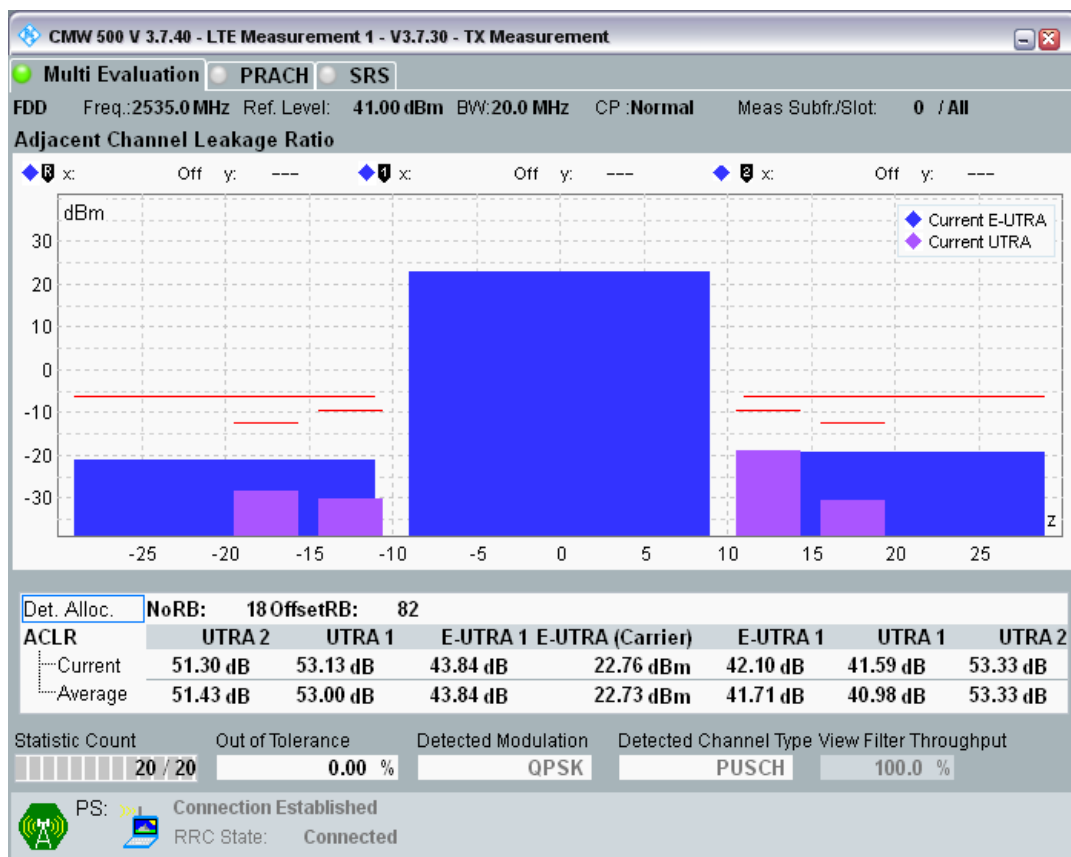 CMW 500 V 3.7.40 - LTE Measurement 1 - V3.7.30 - TX Measurement
Multi Evaluation PRACH SRS
FDD Freq.:2535.0 MHz Ref. Level: 41.00 dBm BW:20.0 MHz CP :Normal Meas Subfr./Slot: 0 / All
Adjacent Channel Leakage Ratio
R x: Off y: --- 1 x: Off y: --- 2 x: Off y: ---
dBm
Current E-UTRA
Current UTRA
30
20
10
0
-10
-20
-30
z
-25 -20 -15 -10 -5 0 5 10 15 20 25
Det. Alloc. NoRB: 18 OffsetRB: 82
ACLR UTRA 2 UTRA 1 E-UTRA 1 E-UTRA (Carrier) E-UTRA 1 UTRA 1 UTRA 2
Current 51.30 dB 53.13 dB 43.84 dB 22.76 dBm 42.10 dB 41.59 dB 53.33 dB
Average 51.43 dB 53.00 dB 43.84 dB 22.73 dBm 41.71 dB 40.98 dB 53.33 dB
Statistic Count Out of Tolerance Detected Modulation Detected Channel Type View Filter Throughput
20 / 20 0.00 % QPSK PUSCH 100.0 %
PS: Connection Established
RRC State: Connected